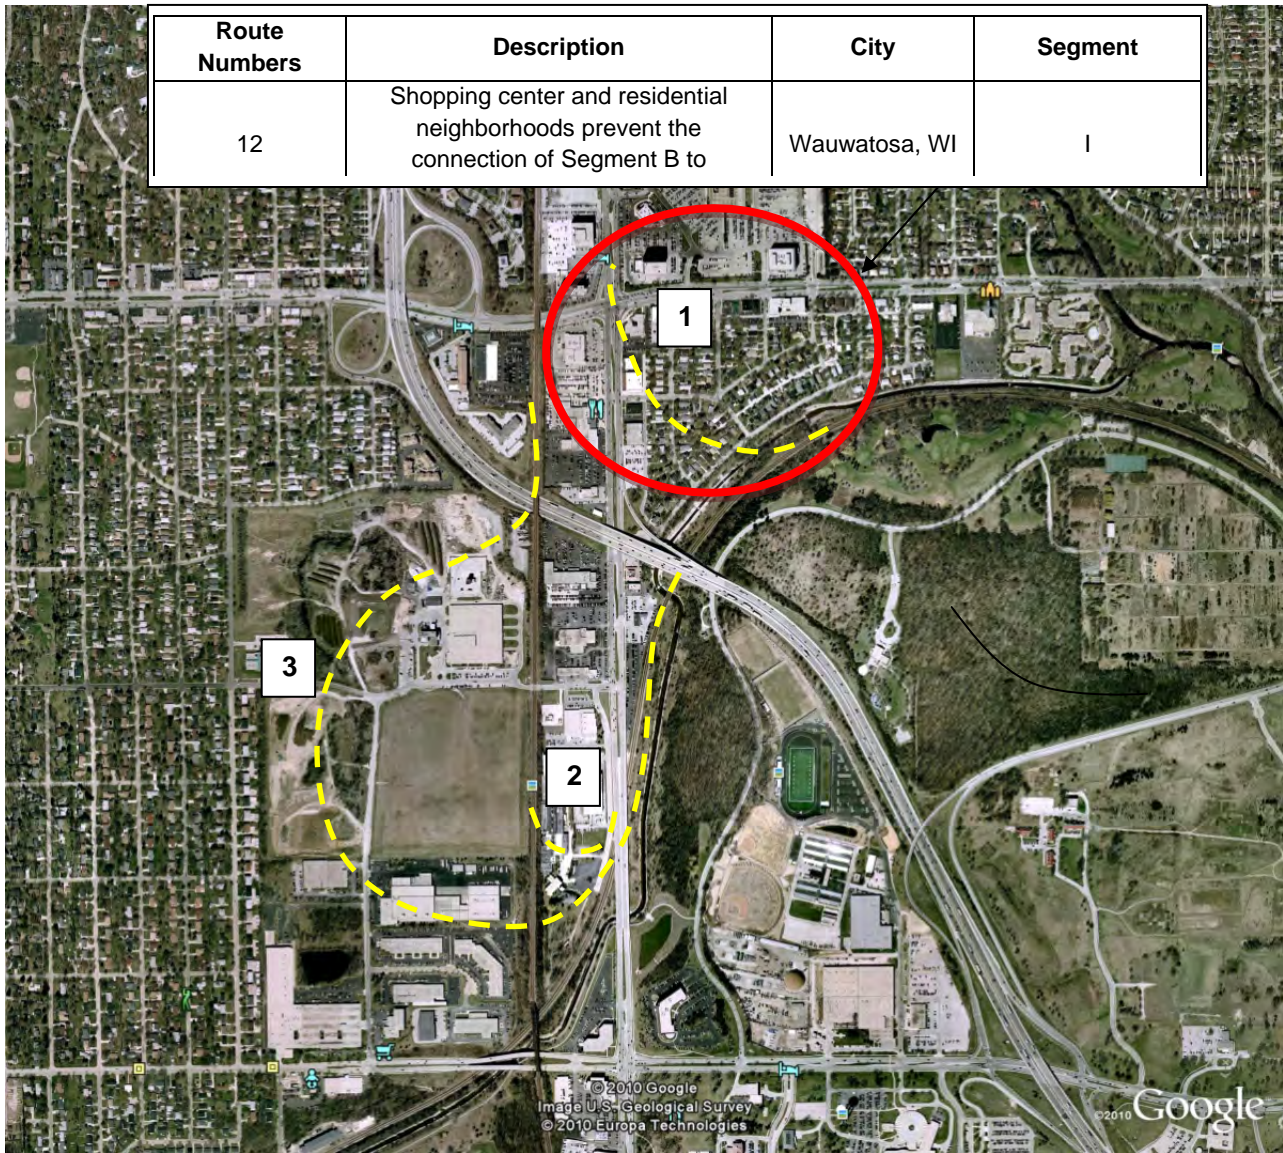 Route
Numbers
Description
City
Segment
12
Shopping center and residential
neighborhoods prevent the
connection of Segment B to
Wauwatosa, WI
I
1
3
2
© 2010 Google
Image U.S. Geological Survey
© 2010 Europa Technologies
©2010 Google